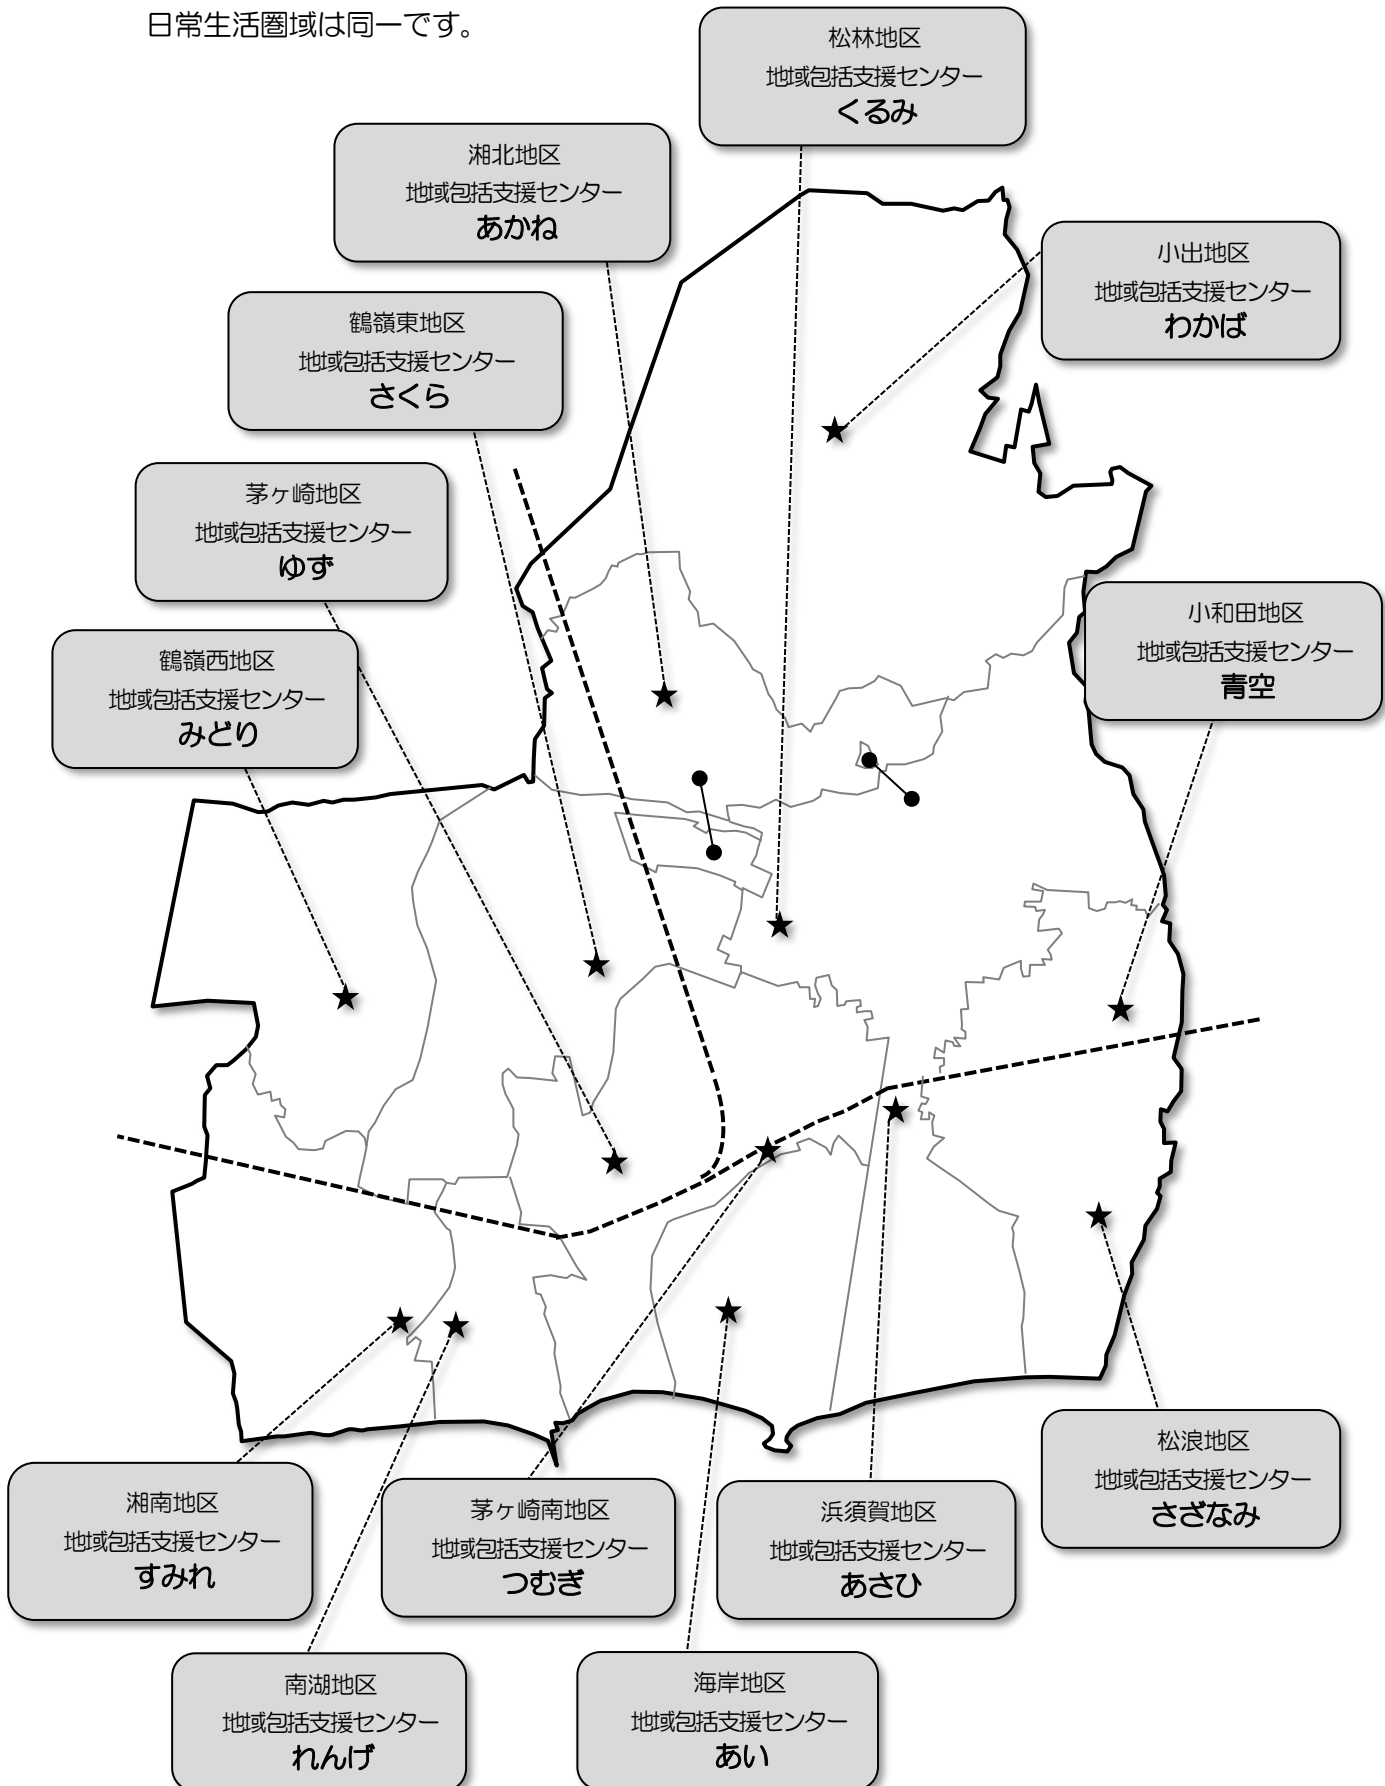 日常生活圏域は同一です。
松林地区
地域包括支援センター
くるみ
湘北地区
地域包括支援センター
あかね
小出地区
地域包括支援センター
わかば
鶴嶺東地区
地域包括支援センター
さくら
茅ヶ崎地区
地域包括支援センター
ゆず
小和田地区
地域包括支援センター
青空
鶴嶺西地区
地域包括支援センター
みどり
松浪地区
地域包括支援センター
さざなみ
湘南地区
地域包括支援センター
すみれ
茅ヶ崎南地区
地域包括支援センター
つむぎ
浜須賀地区
地域包括支援センター
あさひ
南湖地区
地域包括支援センター
れんげ
海岸地区
地域包括支援センター
あい